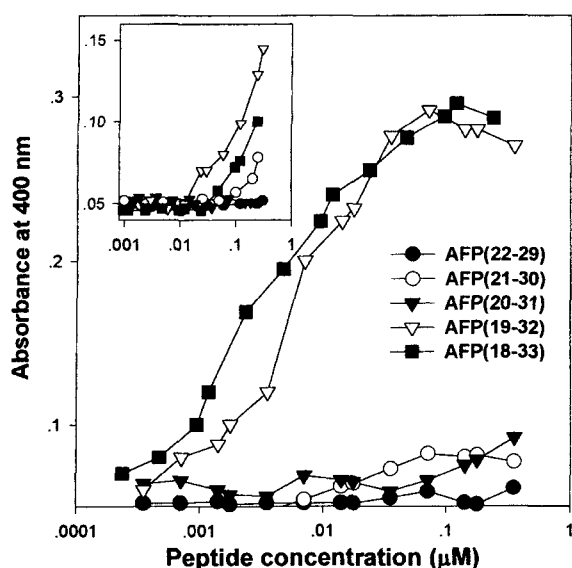 Absorbance at 400 nm
.3
.2
.1
.15
.10
.05
.001 .01 .1 1
AFP(22-29)
AFP(21-30)
AFP(20-31)
AFP(19-32)
AFP(18-33)
.0001 .001 .01 .1 1
Peptide concentration (μM)